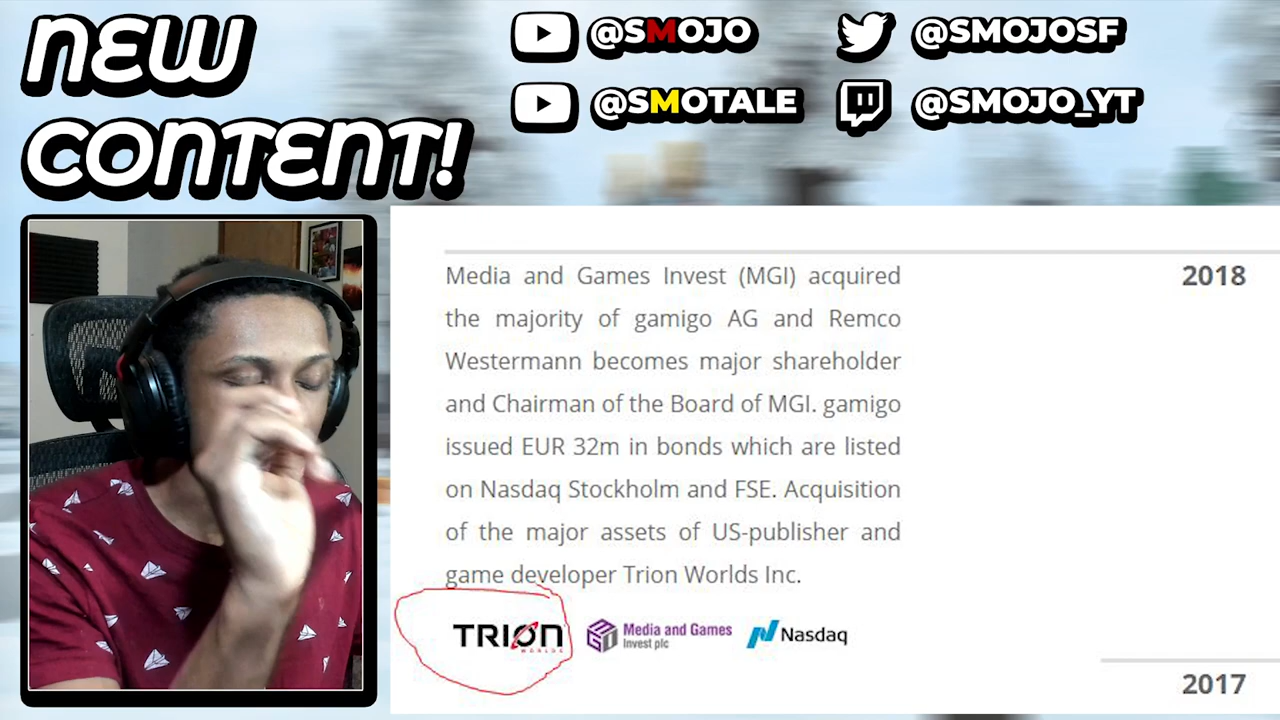 NEW
CONTENT!
@SMOJO
@SMOJOSF
@SMOTALE
@SMOJO_YT
Media and Games Invest (MGI) acquired
the majority of gamigo AG and Remco
Westermann becomes major shareholder
and Chairman of the Board of MGI. gamigo
issued EUR 32m in bonds which are listed
on Nasdaq Stockholm and FSE. Acquisition
of the major assets of US-publisher and
game developer Trion Worlds Inc.
2018
TRION
WORLDS
Media and Games
Invest plc
Nasdaq
2017